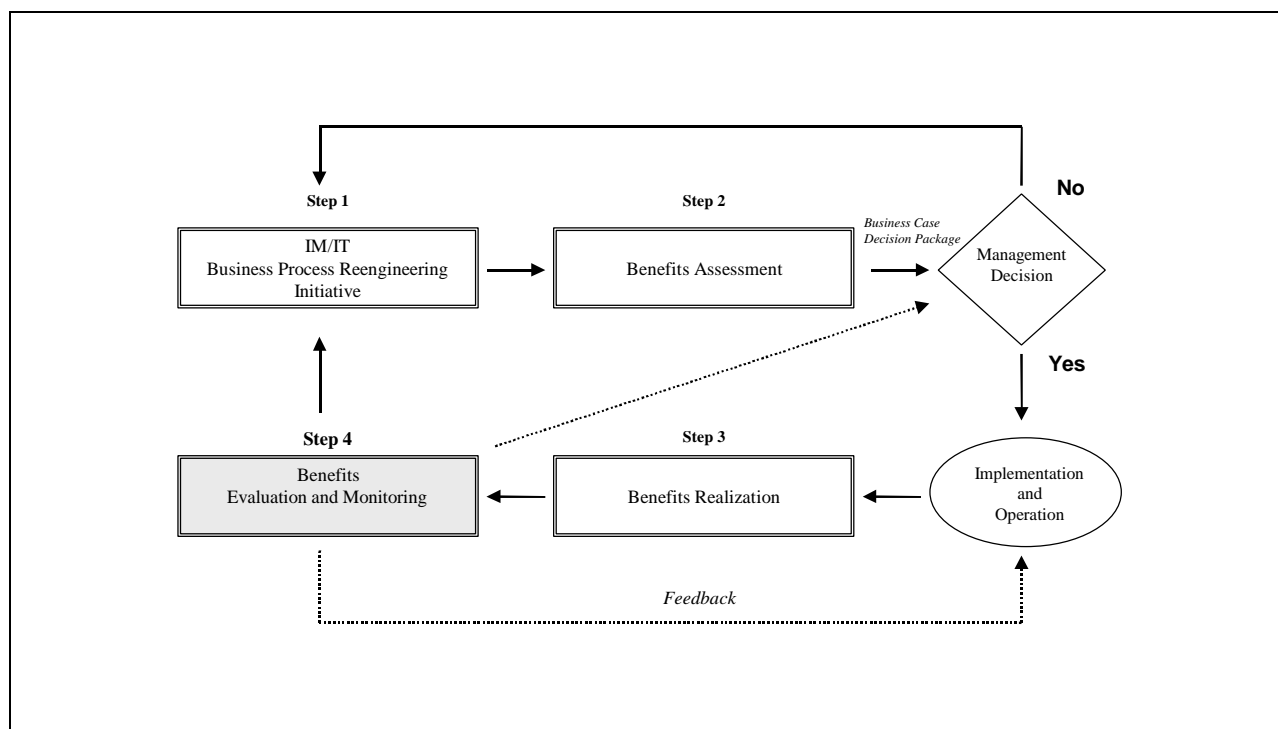 No
Step 1
Step 2
IM/IT
Business Process Reengineering
Initiative
Benefits Assessment
Business Case
Decision Package
Management
Decision
Yes
Step 4
Step 3
Benefits
Evaluation and Monitoring
Benefits Realization
Implementation
and
Operation
Feedback